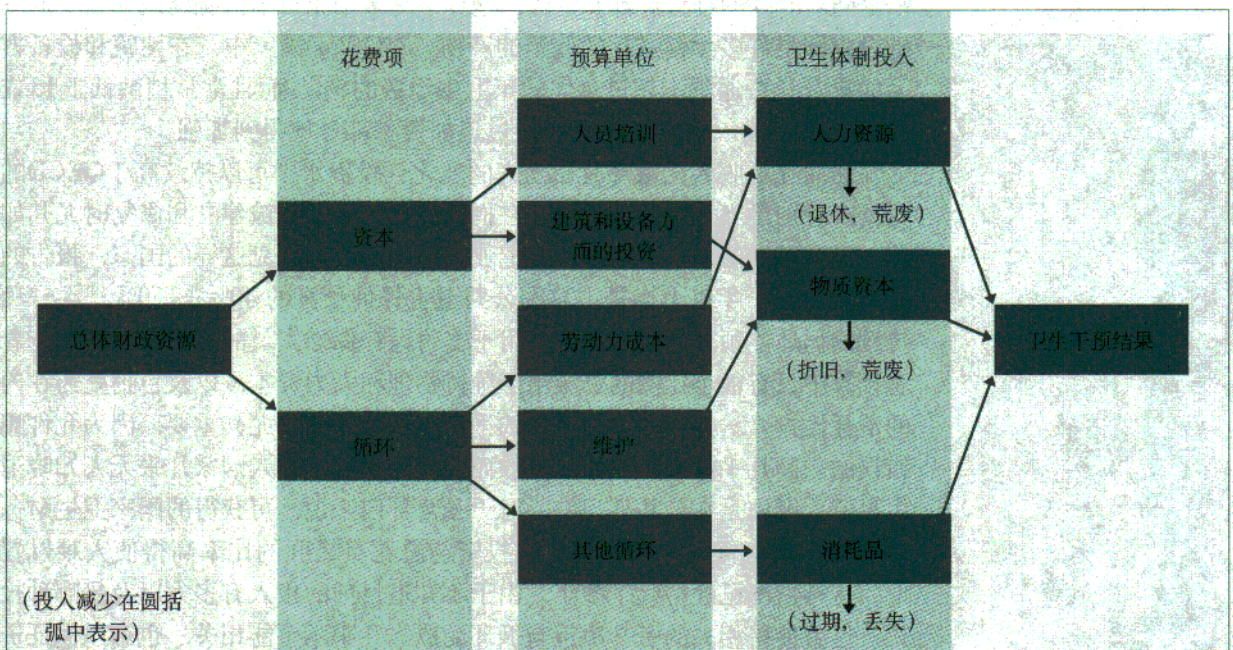 花费项
预算单位
卫生体制投入
人员培训
人力资源
(退休, 荒废)
资本
建筑和设备方
面的投资
物质资本
(折旧, 荒废)
总体财政资源
劳动力成本
卫生干预结果
循环
维护
其他循环
消耗品
(过期, 丢失)
(投入减少在圆括
弧中表示)